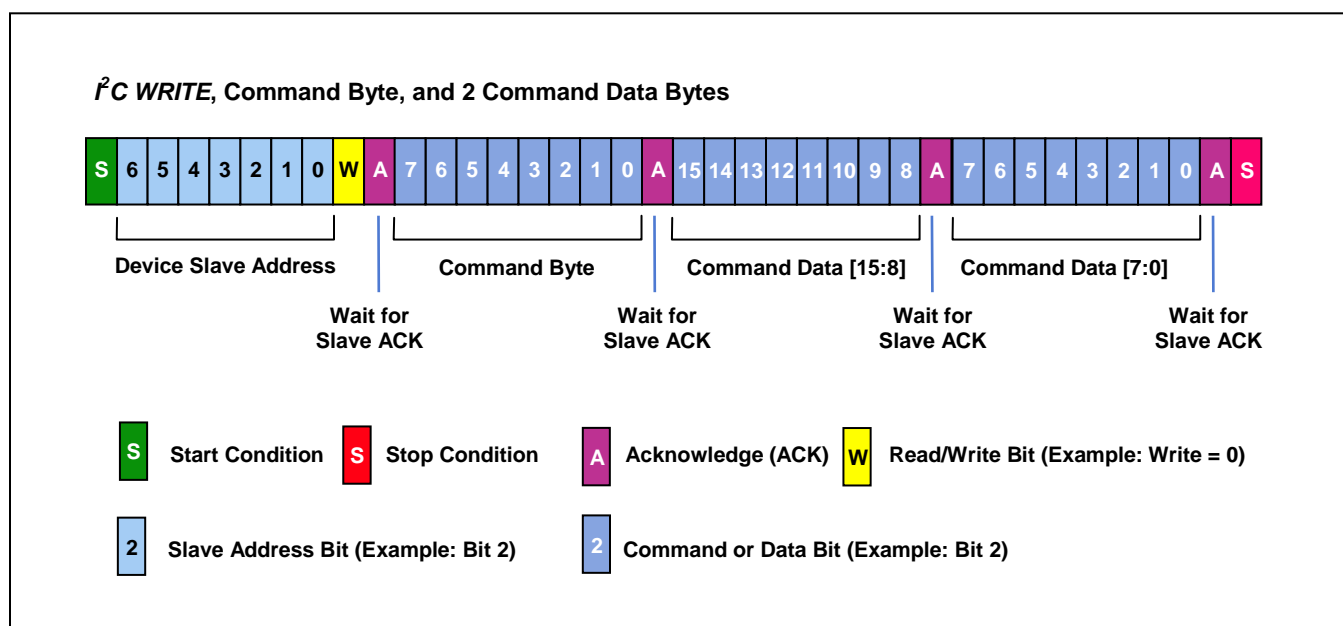 I²C WRITE, Command Byte, and 2 Command Data Bytes
S 6 5 4 3 2 1 0 W A 7 6 5 4 3 2 1 0 A 15 14 13 12 11 10 9 8 A 7 6 5 4 3 2 1 0 A S
Device Slave Address Command Byte Command Data [15:8] Command Data [7:0]
Wait for Wait for Wait for Wait for
Slave ACK Slave ACK Slave ACK Slave ACK
S Start Condition S Stop Condition A Acknowledge (ACK) W Read/Write Bit (Example: Write = 0)
2 Slave Address Bit (Example: Bit 2) 2 Command or Data Bit (Example: Bit 2)